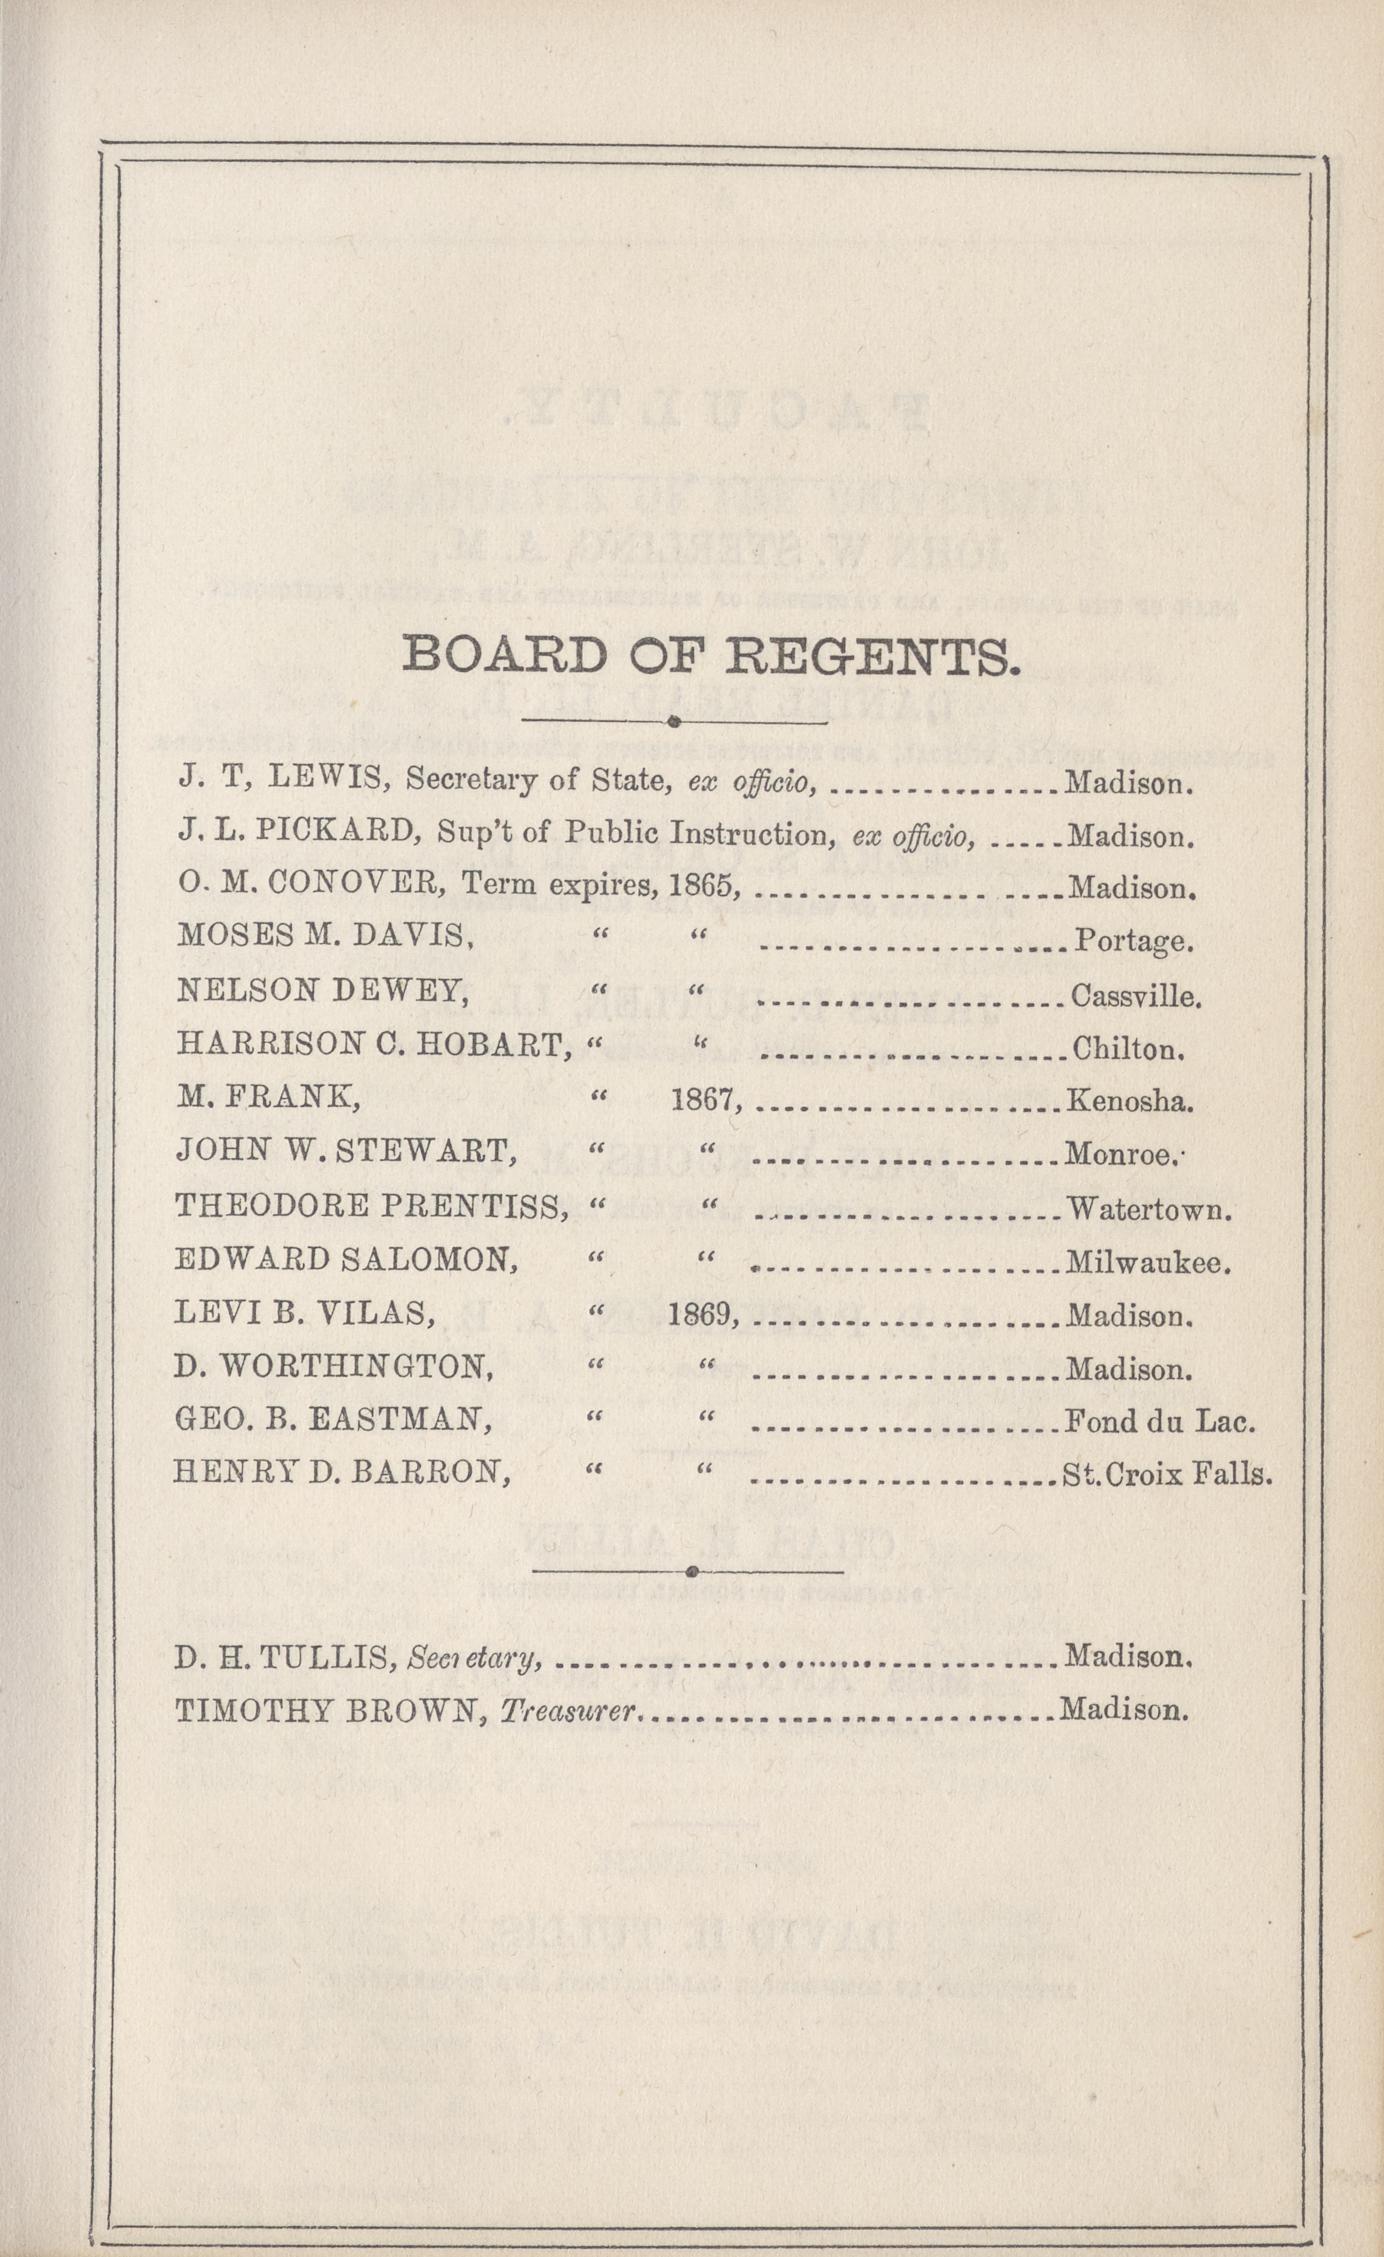 BOARD OF REGENTS.
J. T, LEWIS, Secretary of State, ex officio, ................Madison.
J. L. PICKARD, Sup't of Public Instruction, ex officio, .....Madison.
O. M. CONOVER, Term expires, 1865, ............... ....Madison.
MOSES M. DAVIS, “ “ .................... Portage.
NELSON DEWEY, “ “ .................... Cassville.
HARRISON C. HOBART, “ “ .................... Chilton.
M. FRANK, “ 1867, ....................Kenosha.
JOHN W. STEWART, “ “ ....................Monroe.
THEODORE PRENTISS, “ “ ....................Watertown.
EDWARD SALOMON, “ “ ....................Milwaukee.
LEVI B. VILAS, “ 1869, ....................Madison.
D. WORTHINGTON, “ “ ....................Madison.
GEO. B. EASTMAN, “ “ ....................Fond du Lac.
HENRY D. BARRON, “ “ ....................St. Croix Falls.
D. H. TULLIS, Secretary, ................................Madison.
TIMOTHY BROWN, Treasurer...........................Madison.